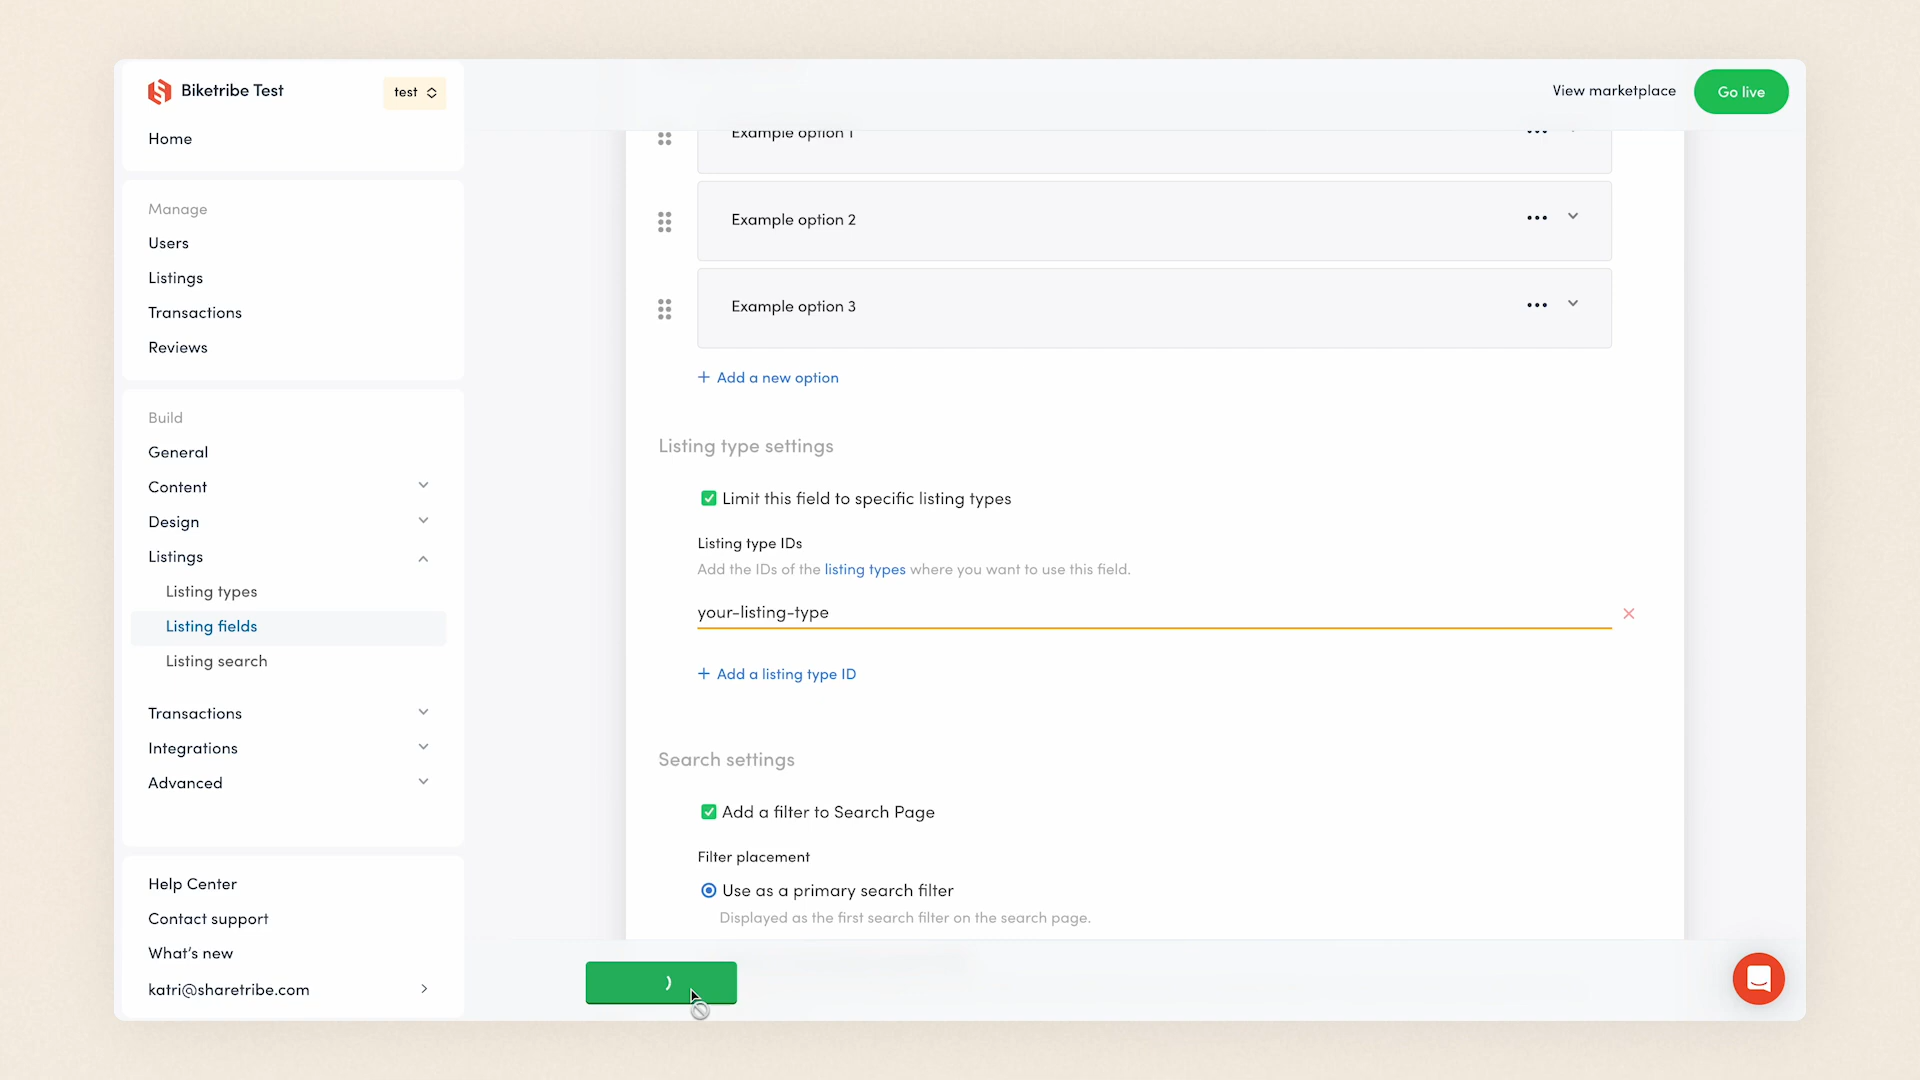 Biketribe Test
test
View marketplace
Go live
Home
Manage
Users
Listings
Transactions
Reviews
Build
General
Content
Design
Listings
Listing types
Listing fields
Listing search
Transactions
Integrations
Advanced
Help Center
Contact support
What's new
katri@sharetribe.com
Example option 1
Example option 2
Example option 3
+ Add a new option
Listing type settings
Limit this field to specific listing types
Listing type IDs
Add the IDs of the listing types where you want to use this field.
your-listing-type
+ Add a listing type ID
Search settings
Add a filter to Search Page
Filter placement
Use as a primary search filter
Displayed as the first search filter on the search page.